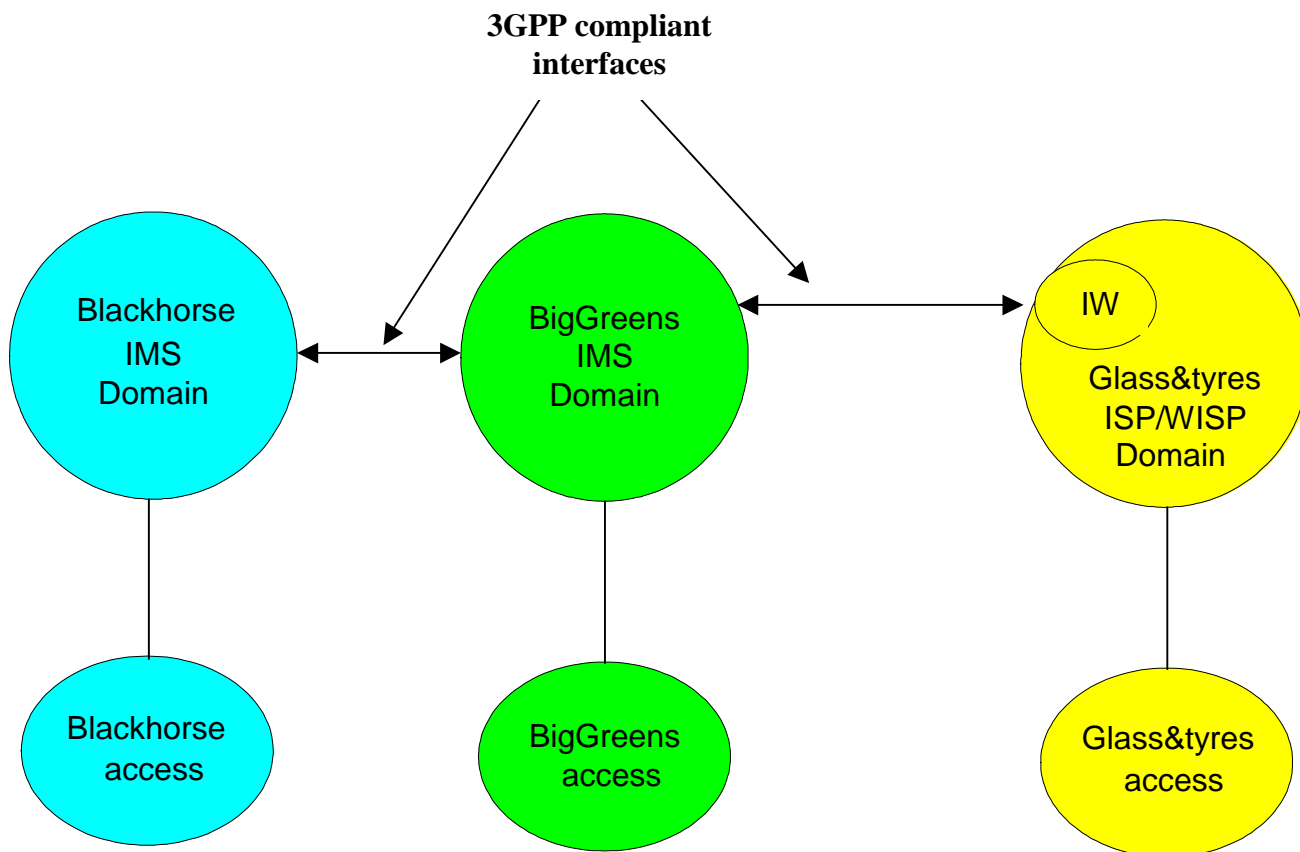 3GPP compliant
interfaces
Blackhorse
IMS
Domain
BigGreens
IMS
Domain
IW
Glass&tyres
ISP/WISP
Domain
Blackhorse
access
BigGreens
access
Glass&tyres
access